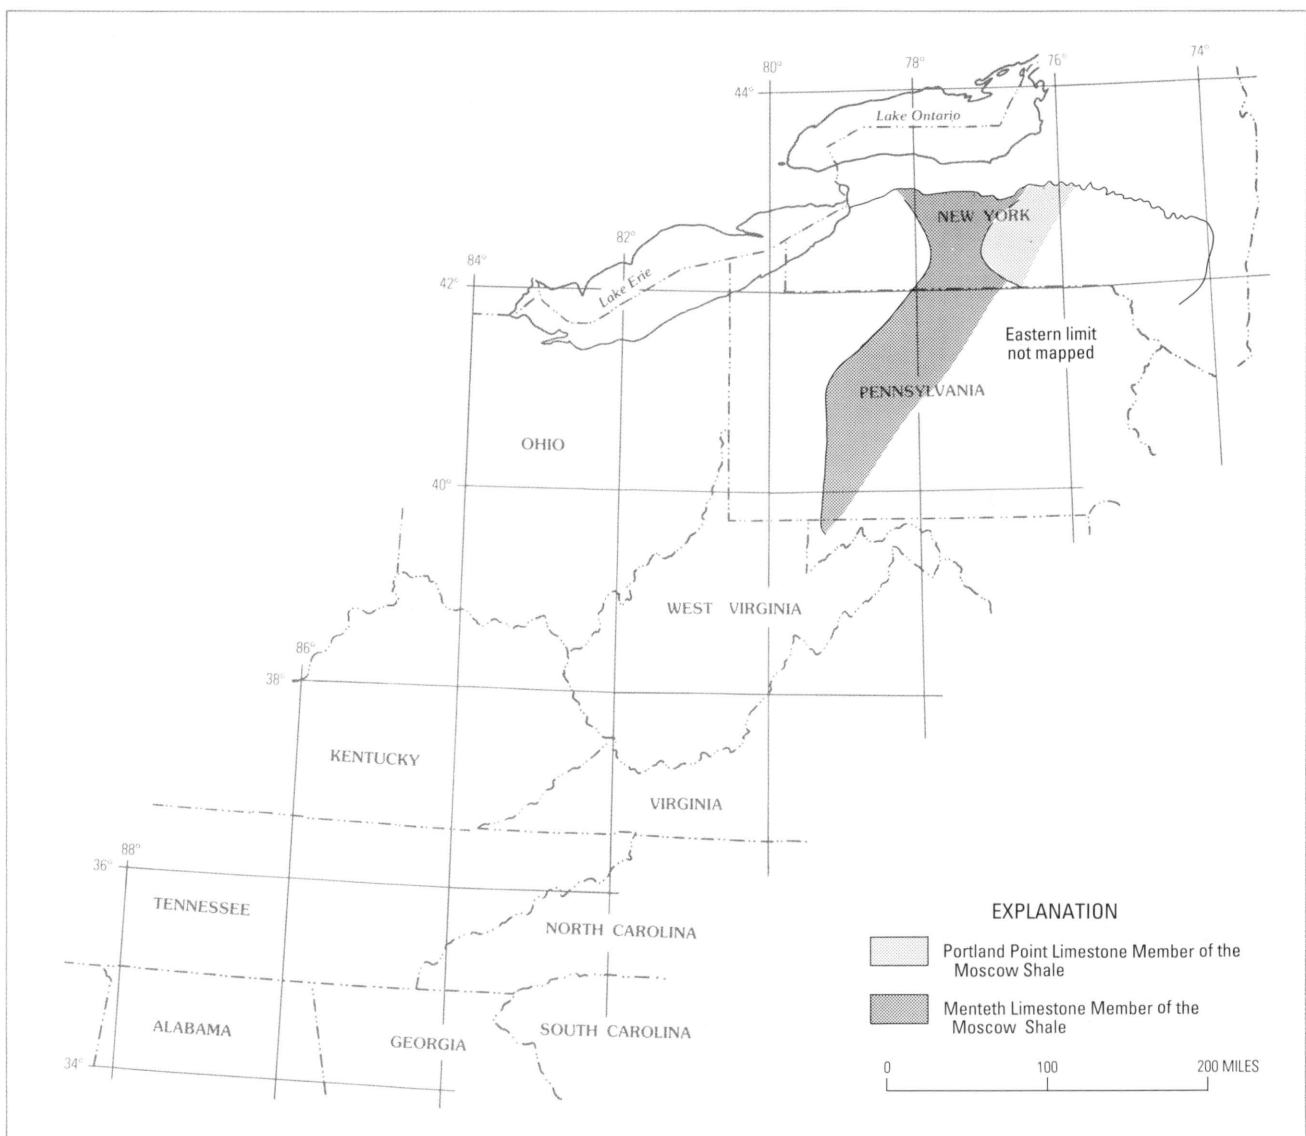 74°
76°
78°
80°
44°
Lake Ontario
NEW YORK
82°
84°
42°
Lake Erie
Eastern limit
not mapped
PENNSYLVANIA
OHIO
40°
WEST VIRGINIA
86°
38°
KENTUCKY
VIRGINIA
88°
36°
TENNESSEE
NORTH CAROLINA
ALABAMA
GEORGIA
SOUTH CAROLINA
34°
EXPLANATION
Portland Point Limestone Member of the
Moscow Shale
Menteth Limestone Member of the
Moscow Shale
0 100 200 MILES